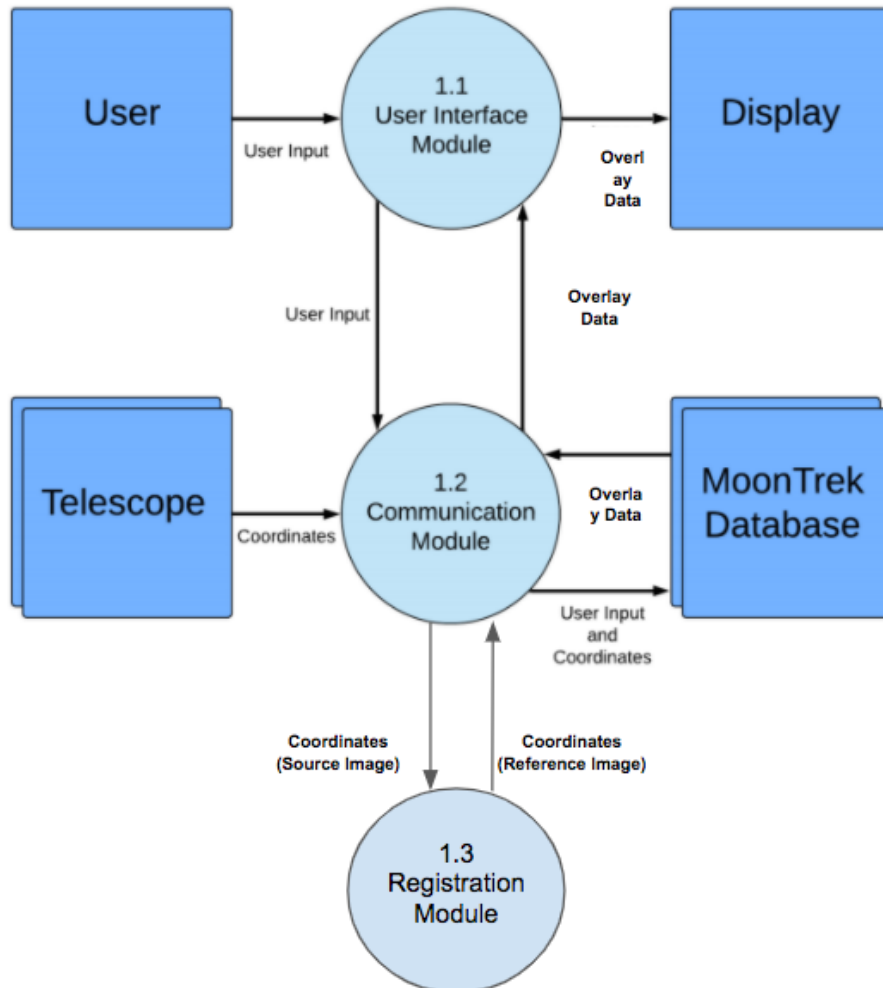 User
User Input
1.1
User Interface
Module
Overl
ay
Data
Display
User Input
Overlay
Data
Telescope
Coordinates
1.2
Communication
Module
Overla
y Data
MoonTrek
Database
User Input
and
Coordinates
Coordinates
(Source Image)
Coordinates
(Reference Image)
1.3
Registration
Module